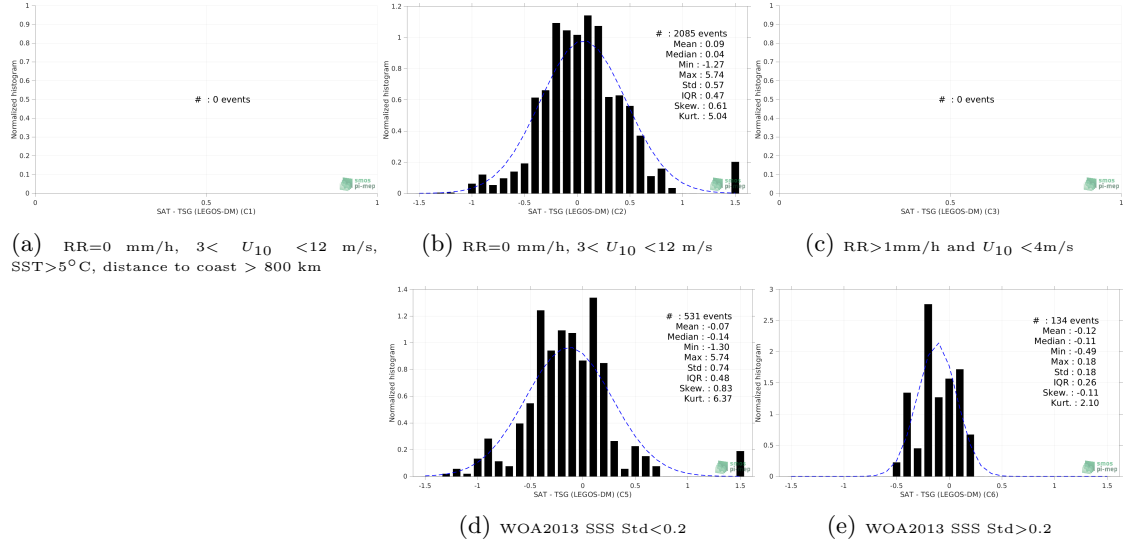 1
0.9
0.8
0.7
0.6
0.5
0.4
0.3
0.2
0.1
0
Normalized histogram
# : 0 events
smos
pi-mep
0 0.5 1
SAT - TSG (LEGOS-DM) (C1)
(a) RR=0 mm/h, 3< U10 <12 m/s,
SST>5°C, distance to coast > 800 km
1.2
1
0.8
0.6
0.4
0.2
0
Normalized histogram
# : 2085 events
Mean : 0.09
Median : 0.04
Min : -1.27
Max : 5.74
Std : 0.57
IQR : 0.47
Skew. : 0.61
Kurt. : 5.04
smos
pi-mep
-1.5 -1 -0.5 0 0.5 1 1.5
SAT - TSG (LEGOS-DM) (C2)
(b) RR=0 mm/h, 3< U10 <12 m/s
1
0.9
0.8
0.7
0.6
0.5
0.4
0.3
0.2
0.1
0
Normalized histogram
# : 0 events
smos
pi-mep
0 0.5 1
SAT - TSG (LEGOS-DM) (C3)
(c) RR>1mm/h and U10 <4m/s
1.4
1.2
1
0.8
0.6
0.4
0.2
0
Normalized histogram
# : 531 events
Mean : -0.07
Median : -0.14
Min : -1.30
Max : 5.74
Std : 0.74
IQR : 0.48
Skew. : 0.83
Kurt. : 6.37
smos
pi-mep
-1.5 -1 -0.5 0 0.5 1 1.5
SAT - TSG (LEGOS-DM) (C5)
(d) WOA2013 SSS Std<0.2
3
2.5
2
1.5
1
0.5
0
Normalized histogram
# : 134 events
Mean : -0.12
Median : -0.11
Min : -0.49
Max : 0.18
Std : 0.18
IQR : 0.26
Skew. : -0.11
Kurt. : 2.10
smos
pi-mep
-1.5 -1 -0.5 0 0.5 1 1.5
SAT - TSG (LEGOS-DM) (C6)
(e) WOA2013 SSS Std>0.2